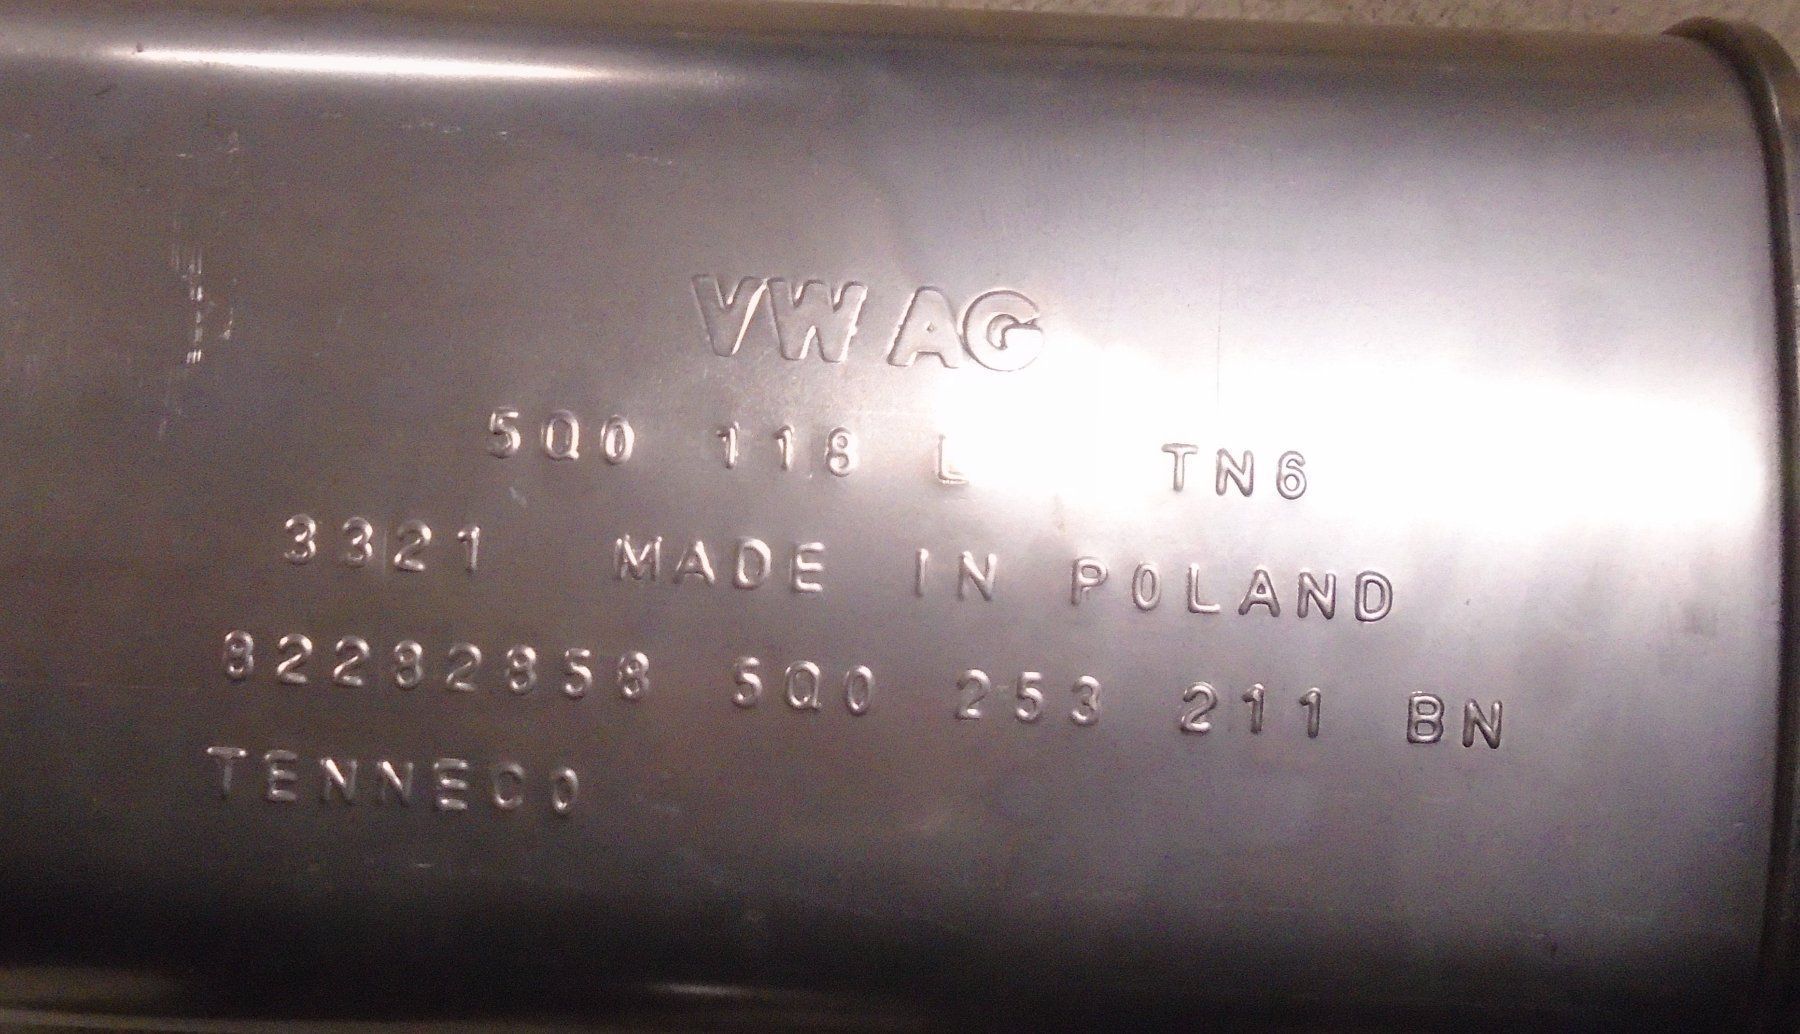 VW AG
5Q0 118 L TN6
3321 MADE IN POLAND
82282858 5Q0 253 211 BN
TENNECO